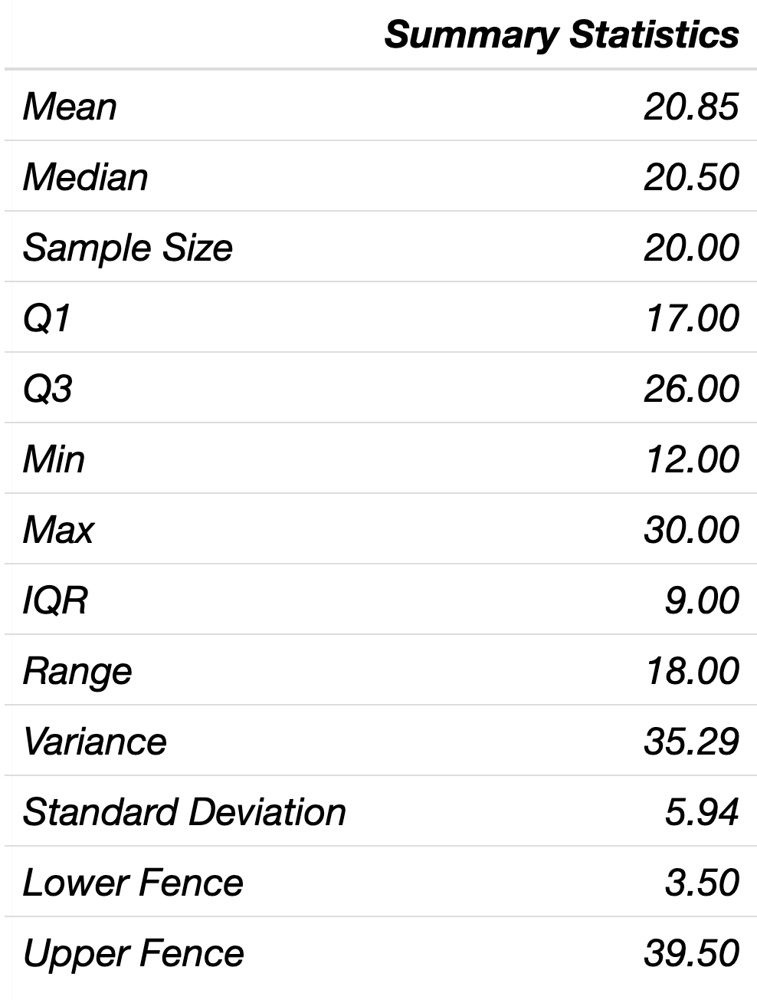 Summary Statistics
Mean 20.85
Median 20.50
Sample Size 20.00
Q1 17.00
Q3 26.00
Min 12.00
Max 30.00
IQR 9.00
Range 18.00
Variance 35.29
Standard Deviation 5.94
Lower Fence 3.50
Upper Fence 39.50